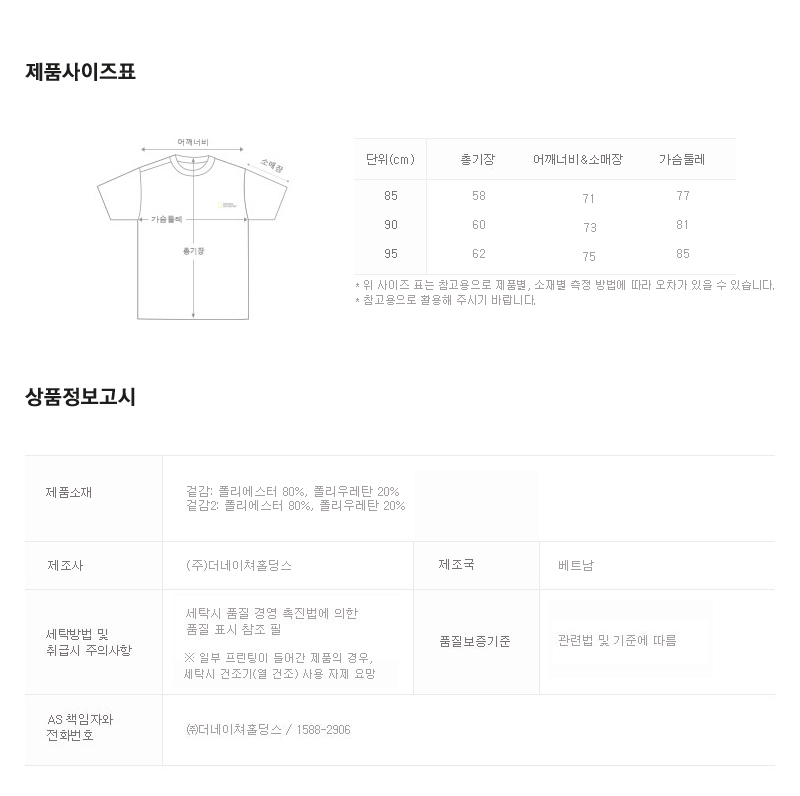 제품사이즈표
어깨너비
소매장
가슴둘레
총기장
단위(cm) 총기장 어깨너비&소매장 가슴둘레
85 58 71 77
90 60 73 81
95 62 75 85
* 위 사이즈 표는 참고용으로 제품별, 소재별 측정 방법에 따라 오차가 있을 수 있습니다.
* 참고용으로 활용해 주시기 바랍니다.
상품정보고시
제품소재
겉감: 폴리에스터 80%, 폴리우레탄 20%
겉감2: 폴리에스터 80%, 폴리우레탄 20%
제조사 (주)더네이쳐홀딩스 제조국 베트남
세탁방법 및
취급시 주의사항
세탁시 품질 경영 촉진법에 의한
품질 표시 참조 필
※ 일부 프린팅이 들어간 제품의 경우,
세탁시 건조기(열 건조) 사용 자제 요망
품질보증기준 관련법 및 기준에 따름
AS 책임자와
전화번호
㈜더네이쳐홀딩스 / 1588-2906